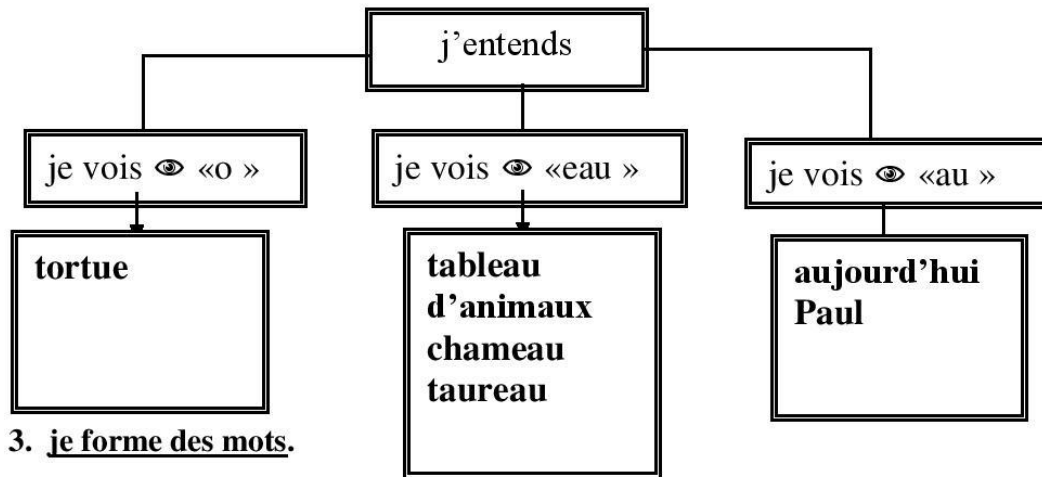 j’entends
je vois 👁 «o »
tortue
je vois 👁 «eau »
tableau
d’animaux
chameau
taureau
je vois 👁 «au »
aujourd’hui
Paul
3. je forme des mots.